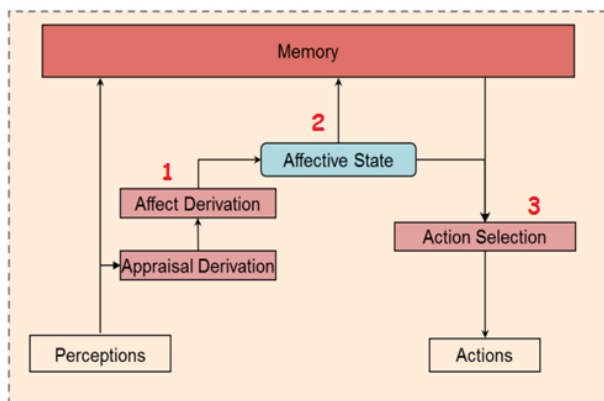 Memory
2
Affective State
1
Affect Derivation
3
Action Selection
Appraisal Derivation
Perceptions
Actions